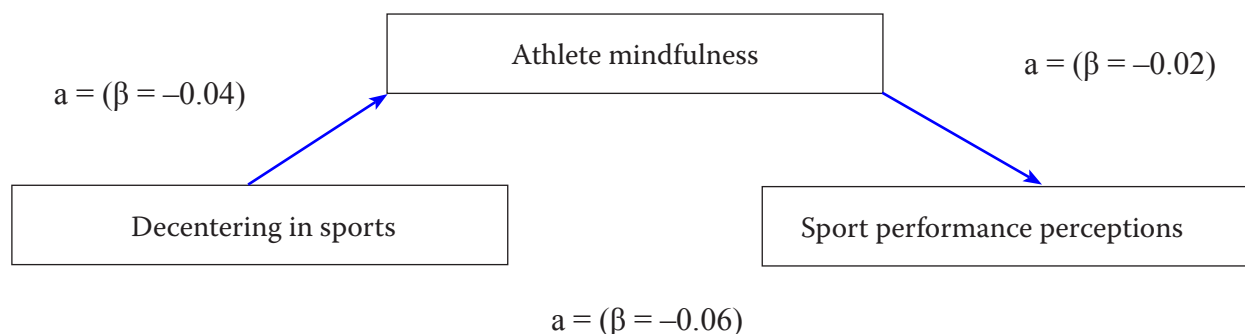 Athlete mindfulness
a = (β = –0.04)
a = (β = –0.02)
Decentering in sports
Sport performance perceptions
a = (β = –0.06)